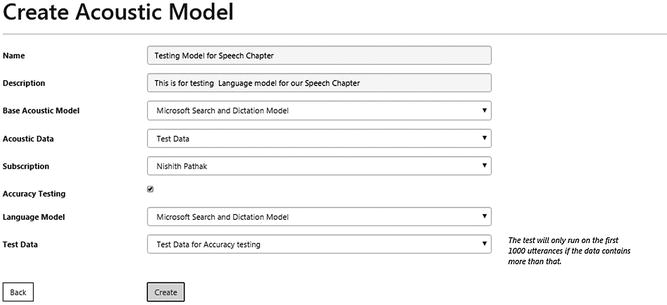 Create Acoustic Model
Name Testing Model for Speech Chapter
Description This is for testing Language model for our Speech Chapter
Base Acoustic Model Microsoft Search and Dictation Model
Acoustic Data Test Data
Subscription Nishith Pathak
Accuracy Testing
Language Model Microsoft Search and Dictation Model
Test Data Test Data for Accuracy testing
The test will only run on the first
1000 utterances if the data contains
more than that.
Back Create